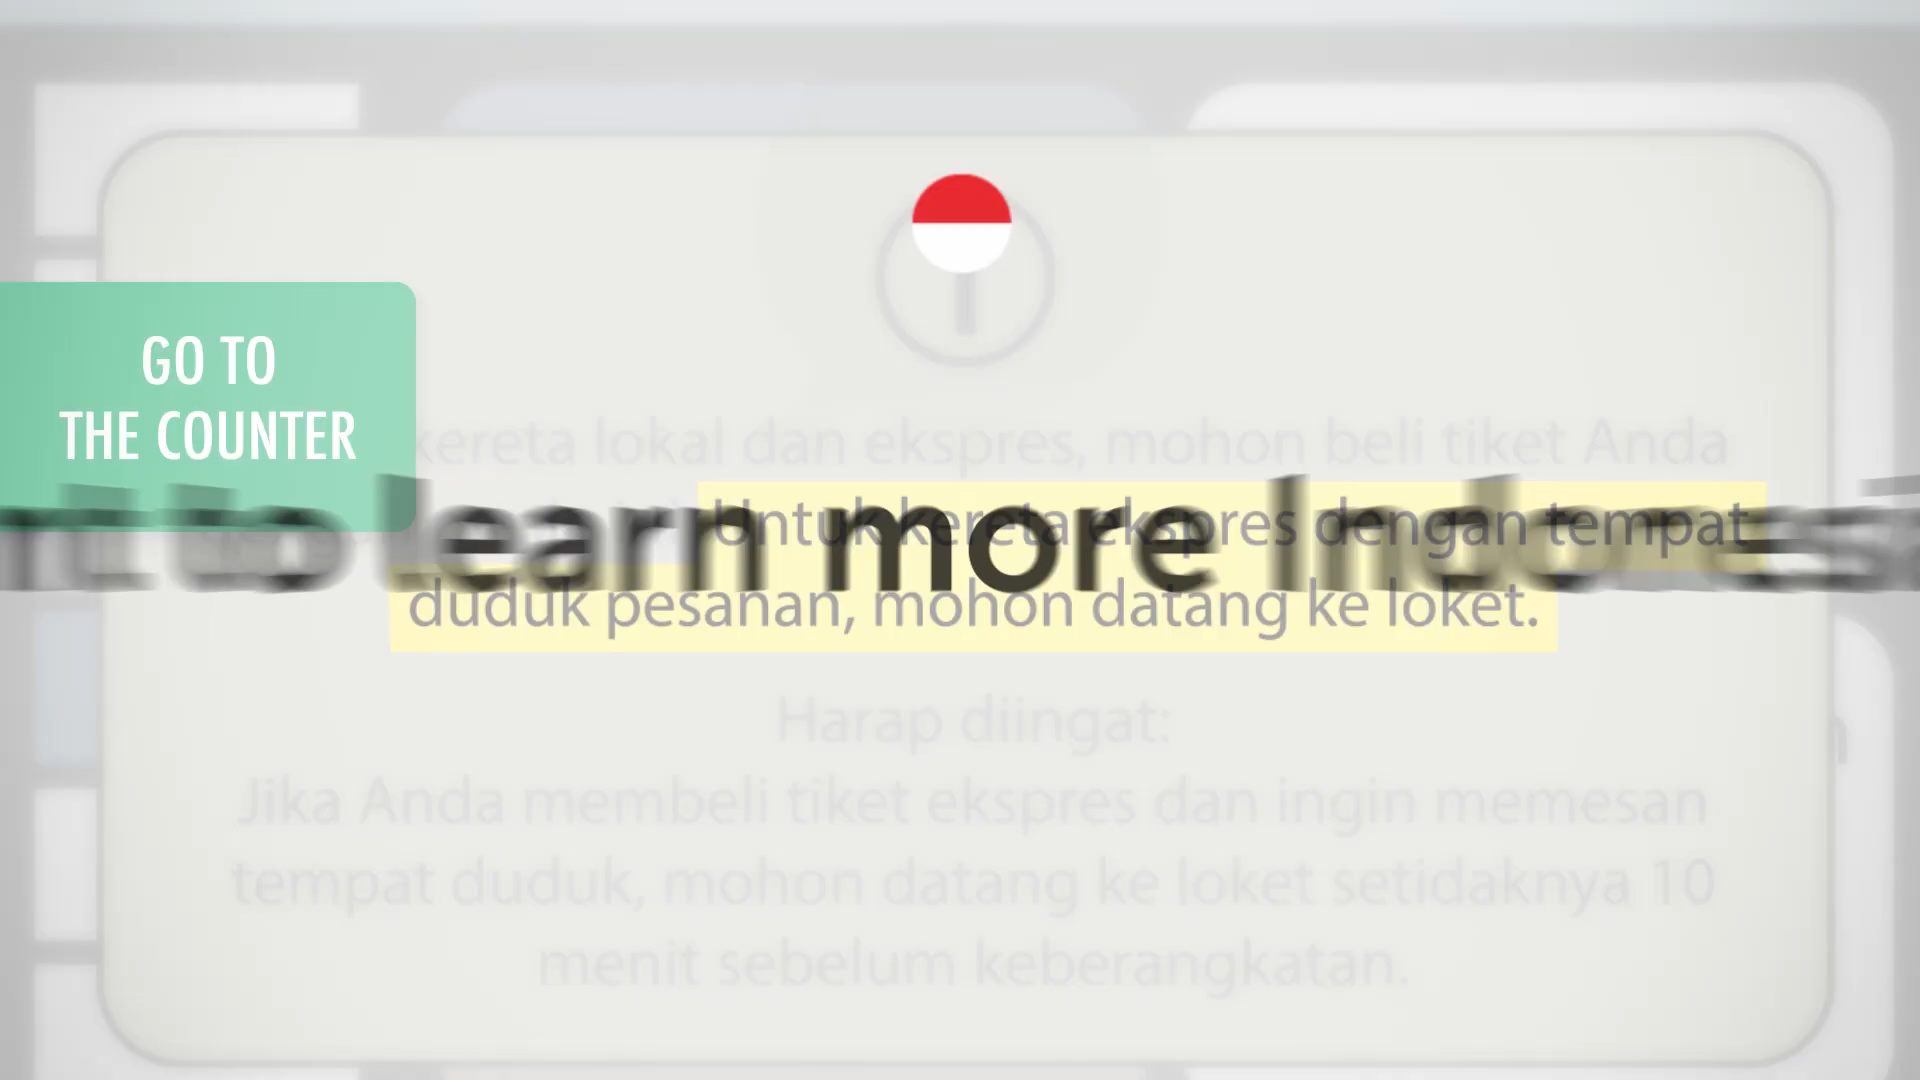 GO TO
THE COUNTER
kereta lokal dan ekspres, mohon beli tiket Anda
Untuk kereta ekspres dengan tempat
to learn more Indonesi
duduk pesanan, mohon datang ke loket.
Harap diingat:
Jika Anda membeli tiket ekspres dan ingin memesan
tempat duduk, mohon datang ke loket setidaknya 10
menit sebelum keberangkatan.